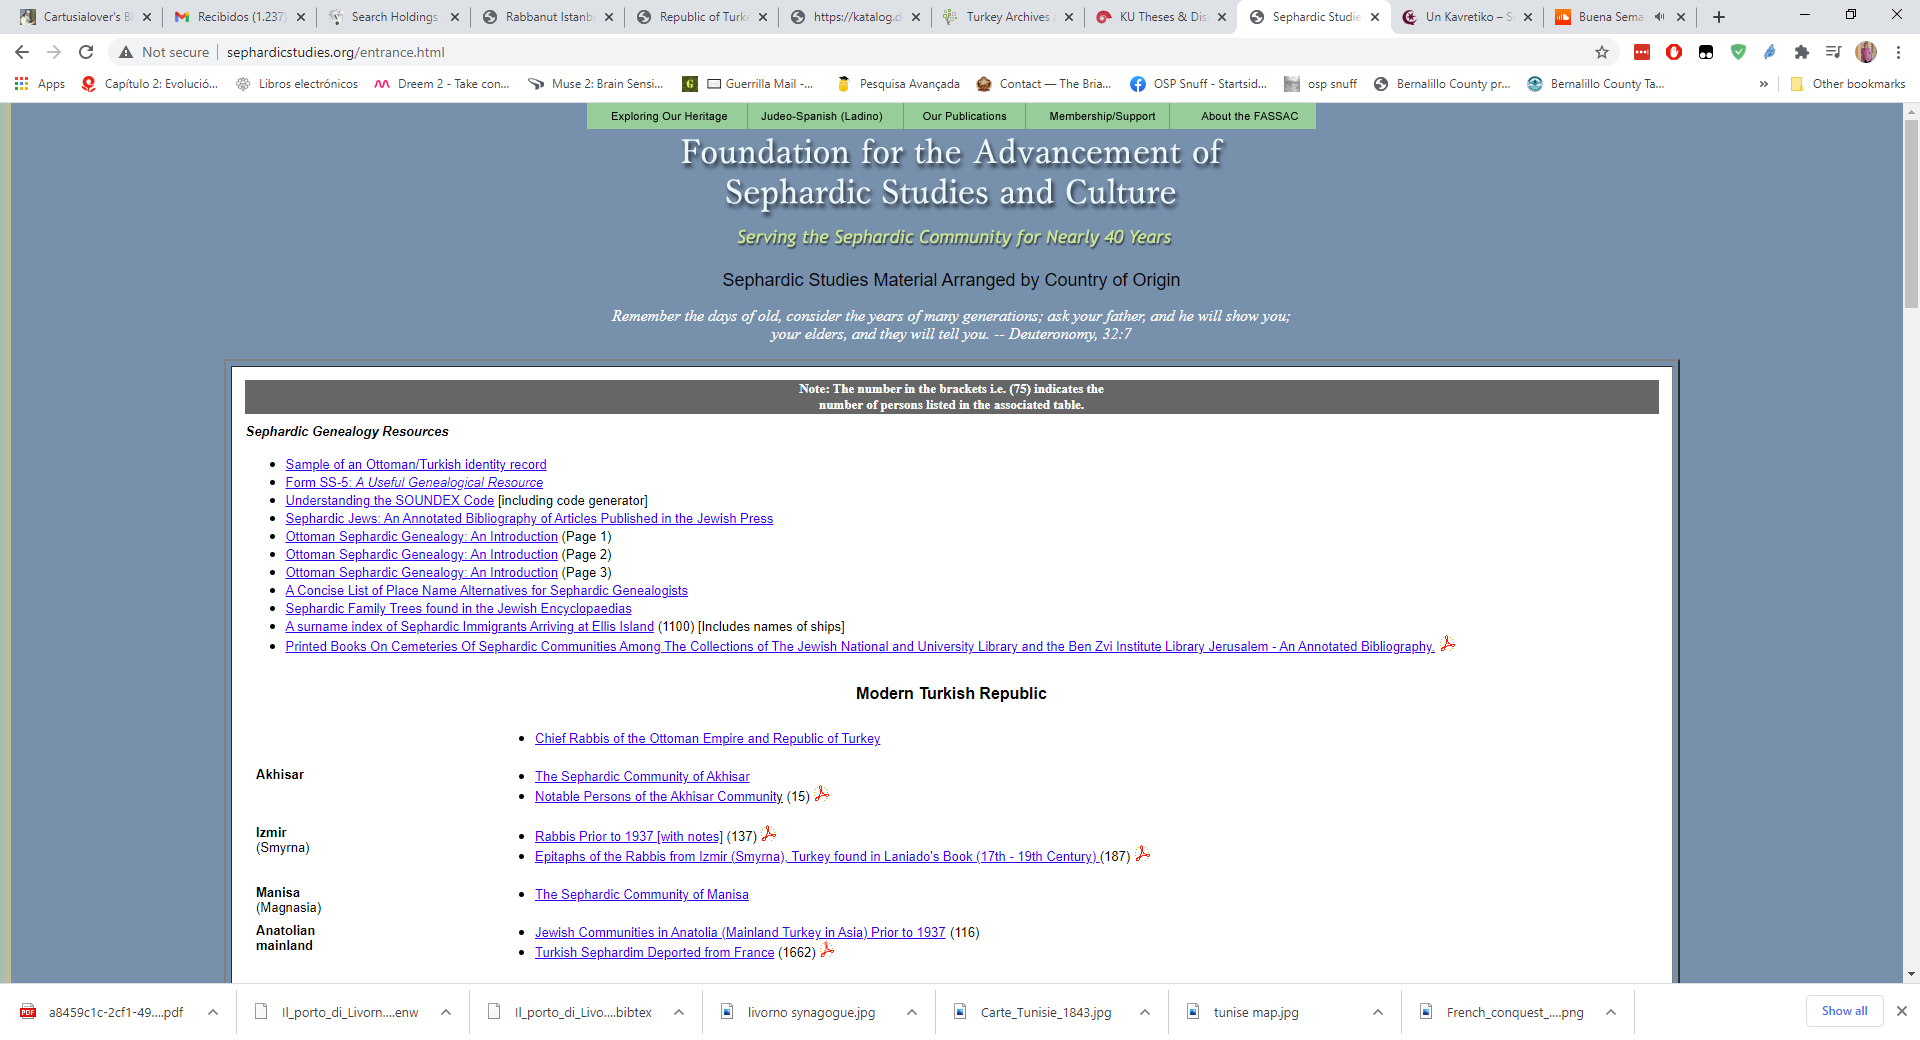 Cartusialover's B
Recibidos (1.237)
Search Holdings
Rabbanut Istanb
Republic of Turke
https://katalog.d
Turkey Archives
KU Theses & Dis
Sephardic Studie
Un Kavretiko – S
Buena Sema
Not secure
sephardicstudies.org/entrance.html
Apps
Capítulo 2: Evolució...
Libros electrónicos
Dreem 2 - Take con...
Muse 2: Brain Sensi...
Guerrilla Mail -...
Pesquisa Avançada
Contact — The Bria...
OSP Snuff - Startsid...
osp snuff
Bernalillo County pr...
Bernalillo County Ta...
»
Other bookmarks
Exploring Our Heritage
Judeo-Spanish (Ladino)
Our Publications
Membership/Support
About the FASSAC
Foundation for the Advancement of
Sephardic Studies and Culture
Serving the Sephardic Community for Nearly 40 Years
Sephardic Studies Material Arranged by Country of Origin
Remember the days of old, consider the years of many generations; ask your father, and he will show you;
your elders, and they will tell you. -- Deuteronomy, 32:7
Note: The number in the brackets i.e. (75) indicates the
number of persons listed in the associated table.
Sephardic Genealogy Resources
• Sample of an Ottoman/Turkish identity record
• Form SS-5: A Useful Genealogical Resource
• Understanding the SOUNDEX Code [including code generator]
• Sephardic Jews: An Annotated Bibliography of Articles Published in the Jewish Press
• Ottoman Sephardic Genealogy: An Introduction (Page 1)
• Ottoman Sephardic Genealogy: An Introduction (Page 2)
• Ottoman Sephardic Genealogy: An Introduction (Page 3)
• A Concise List of Place Name Alternatives for Sephardic Genealogists
• Sephardic Family Trees found in the Jewish Encyclopaedias
• A surname index of Sephardic Immigrants Arriving at Ellis Island (1100) [Includes names of ships]
• Printed Books On Cemeteries Of Sephardic Communities Among The Collections of The Jewish National and University Library and the Ben Zvi Institute Library Jerusalem - An Annotated Bibliography.
Modern Turkish Republic
• Chief Rabbis of the Ottoman Empire and Republic of Turkey
Akhisar
• The Sephardic Community of Akhisar
• Notable Persons of the Akhisar Community (15)
Izmir
(Smyrna)
• Rabbis Prior to 1937 [with notes] (137)
• Epitaphs of the Rabbis from Izmir (Smyrna), Turkey found in Laniado's Book (17th - 19th Century) (187)
Manisa
(Magnasia)
• The Sephardic Community of Manisa
Anatolian
mainland
• Jewish Communities in Anatolia (Mainland Turkey in Asia) Prior to 1937 (116)
• Turkish Sephardim Deported from France (1662)
PDF
a8459c1c-2cf1-49....pdf
Il_porto_di_Livorn....enw
Il_porto_di_Livo....bibtex
livorno synagogue.jpg
Carte_Tunisie_1843.jpg
tunise map.jpg
French_conquest_....png
Show all